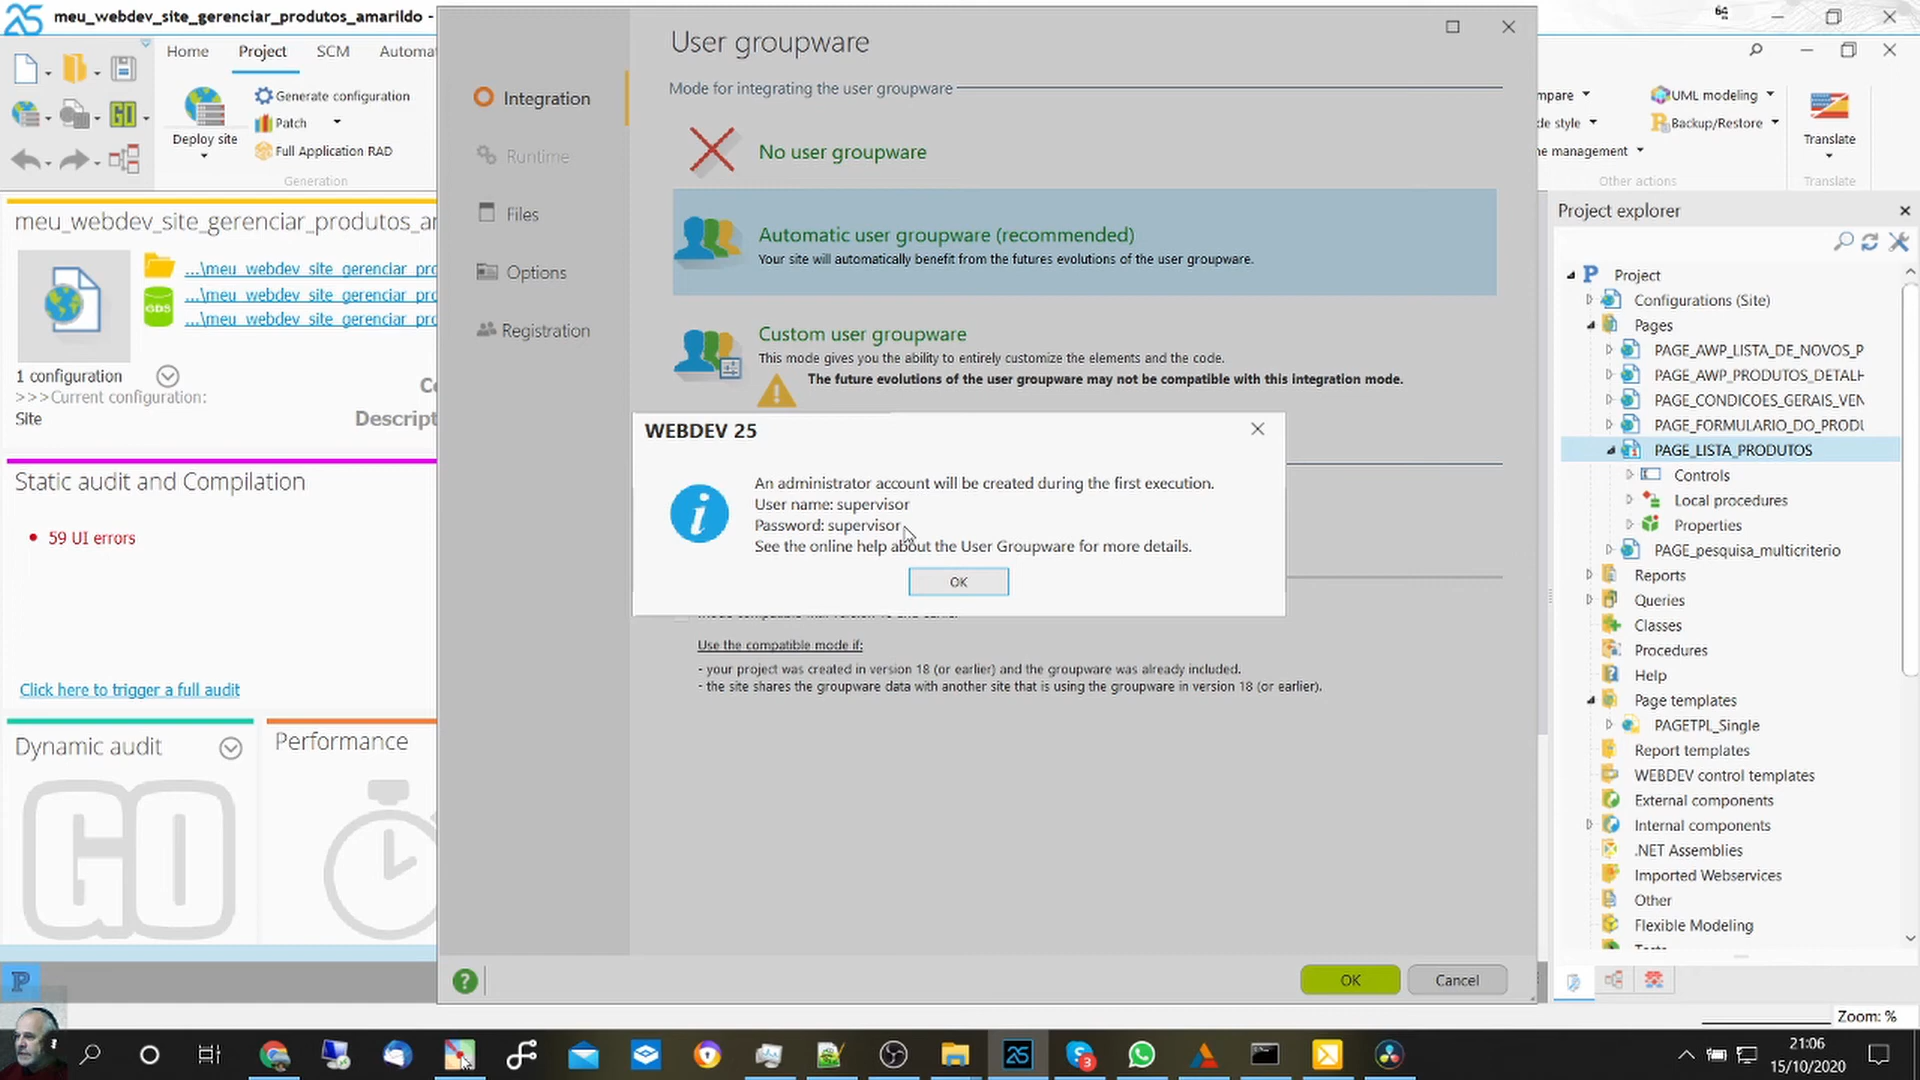 meu_webdev_site_gerenciar_produtos_amarildo -
Home
Project
SCM
Automa
Generate configuration
Patch
Full Application RAD
Deploy site
Generation
meu_webdev_site_gerenciar_produtos_am
...\meu_webdev_site_gerenciar_pro
...\meu_webdev_site_gerenciar_pro
...\meu_webdev_site_gerenciar_pro
GDS
1 configuration
>>>Current configuration:
Site
Descript
Static audit and Compilation
59 UI errors
Click here to trigger a full audit
Dynamic audit
Performance
GO
User groupware
Integration
Runtime
Files
Options
Registration
Mode for integrating the user groupware
No user groupware
Automatic user groupware (recommended)
Your site will automatically benefit from the futures evolutions of the user groupware.
Custom user groupware
This mode gives you the ability to entirely customize the elements and the code.
The future evolutions of the user groupware may not be compatible with this integration mode.
WEBDEV 25
An administrator account will be created during the first execution.
User name: supervisor
Password: supervisor
See the online help about the User Groupware for more details.
OK
Use the compatible mode if:
- your project was created in version 18 (or earlier) and the groupware was already included.
- the site shares the groupware data with another site that is using the groupware in version 18 (or earlier).
OK
Cancel
64
mpare
de style
ne management
UML modeling
Backup/Restore
Other actions
Translate
Translate
Project explorer
Project
Configurations (Site)
Pages
PAGE_AWP_LISTA_DE_NOVOS_P
PAGE_AWP_PRODUTOS_DETALH
PAGE_CONDICOES_GERAIS_VEN
PAGE_FORMULARIO_DO_PRODU
PAGE_LISTA_PRODUTOS
Controls
Local procedures
Properties
PAGE_pesquisa_multicriterio
Reports
Queries
Classes
Procedures
Help
Page templates
PAGETPL_Single
Report templates
WEBDEV control templates
External components
Internal components
.NET Assemblies
Imported Webservices
Other
Flexible Modeling
Zoom: %
21:06
15/10/2020